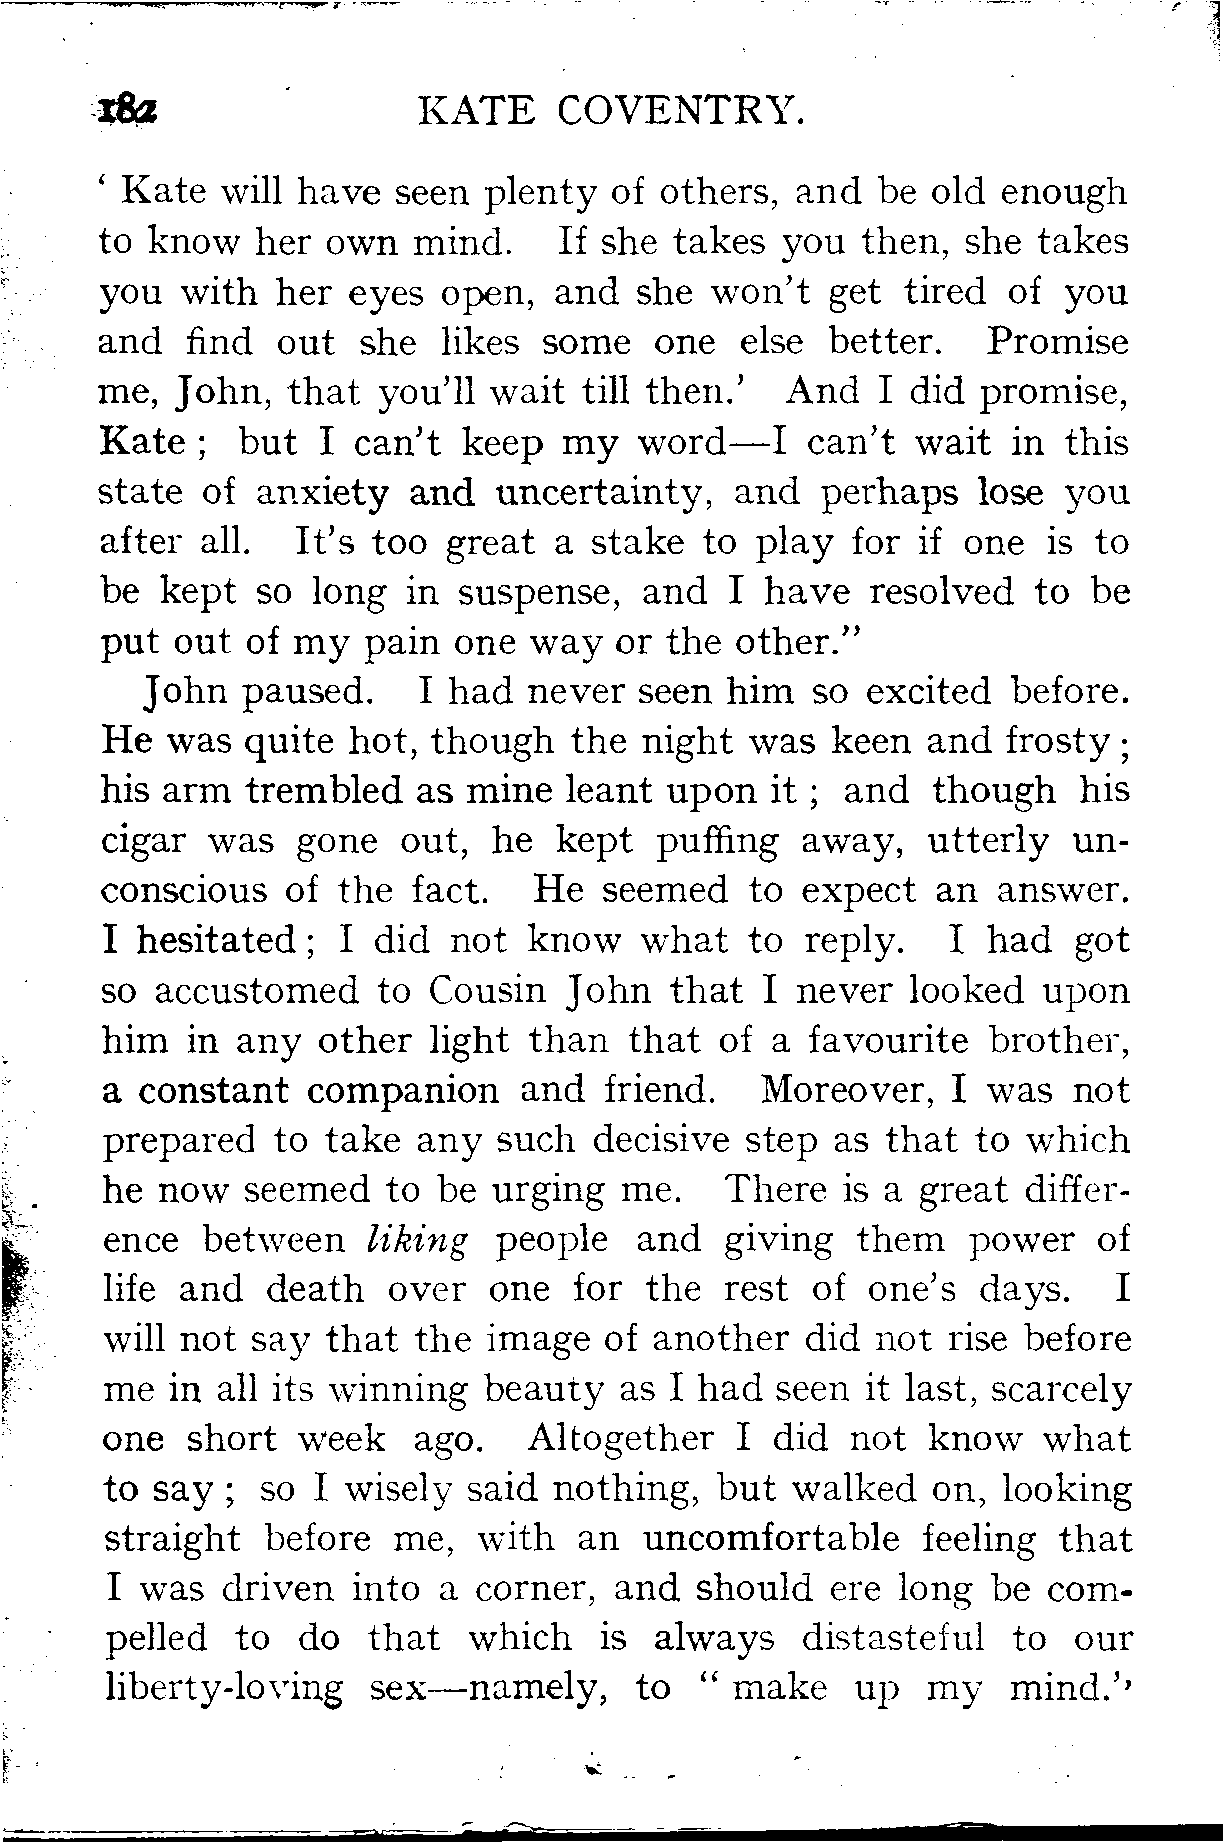 182 KATE COVENTRY.
‘ Kate will have seen plenty of others, and be old enough
to know her own mind. If she takes you then, she takes
you with her eyes open, and she won’t get tired of you
and find out she likes some one else better. Promise
me, John, that you’ll wait till then.’ And I did promise,
Kate ; but I can’t keep my word—I can’t wait in this
state of anxiety and uncertainty, and perhaps lose you
after all. It’s too great a stake to play for if one is to
be kept so long in suspense, and I have resolved to be
put out of my pain one way or the other.”
John paused. I had never seen him so excited before.
He was quite hot, though the night was keen and frosty ;
his arm trembled as mine leant upon it ; and though his
cigar was gone out, he kept puffing away, utterly un-
conscious of the fact. He seemed to expect an answer.
I hesitated ; I did not know what to reply. I had got
so accustomed to Cousin John that I never looked upon
him in any other light than that of a favourite brother,
a constant companion and friend. Moreover, I was not
prepared to take any such decisive step as that to which
he now seemed to be urging me. There is a great differ-
ence between liking people and giving them power of
life and death over one for the rest of one’s days. I
will not say that the image of another did not rise before
me in all its winning beauty as I had seen it last, scarcely
one short week ago. Altogether I did not know what
to say ; so I wisely said nothing, but walked on, looking
straight before me, with an uncomfortable feeling that
I was driven into a corner, and should ere long be com-
pelled to do that which is always distasteful to our
liberty-loving sex—namely, to “ make up my mind.”